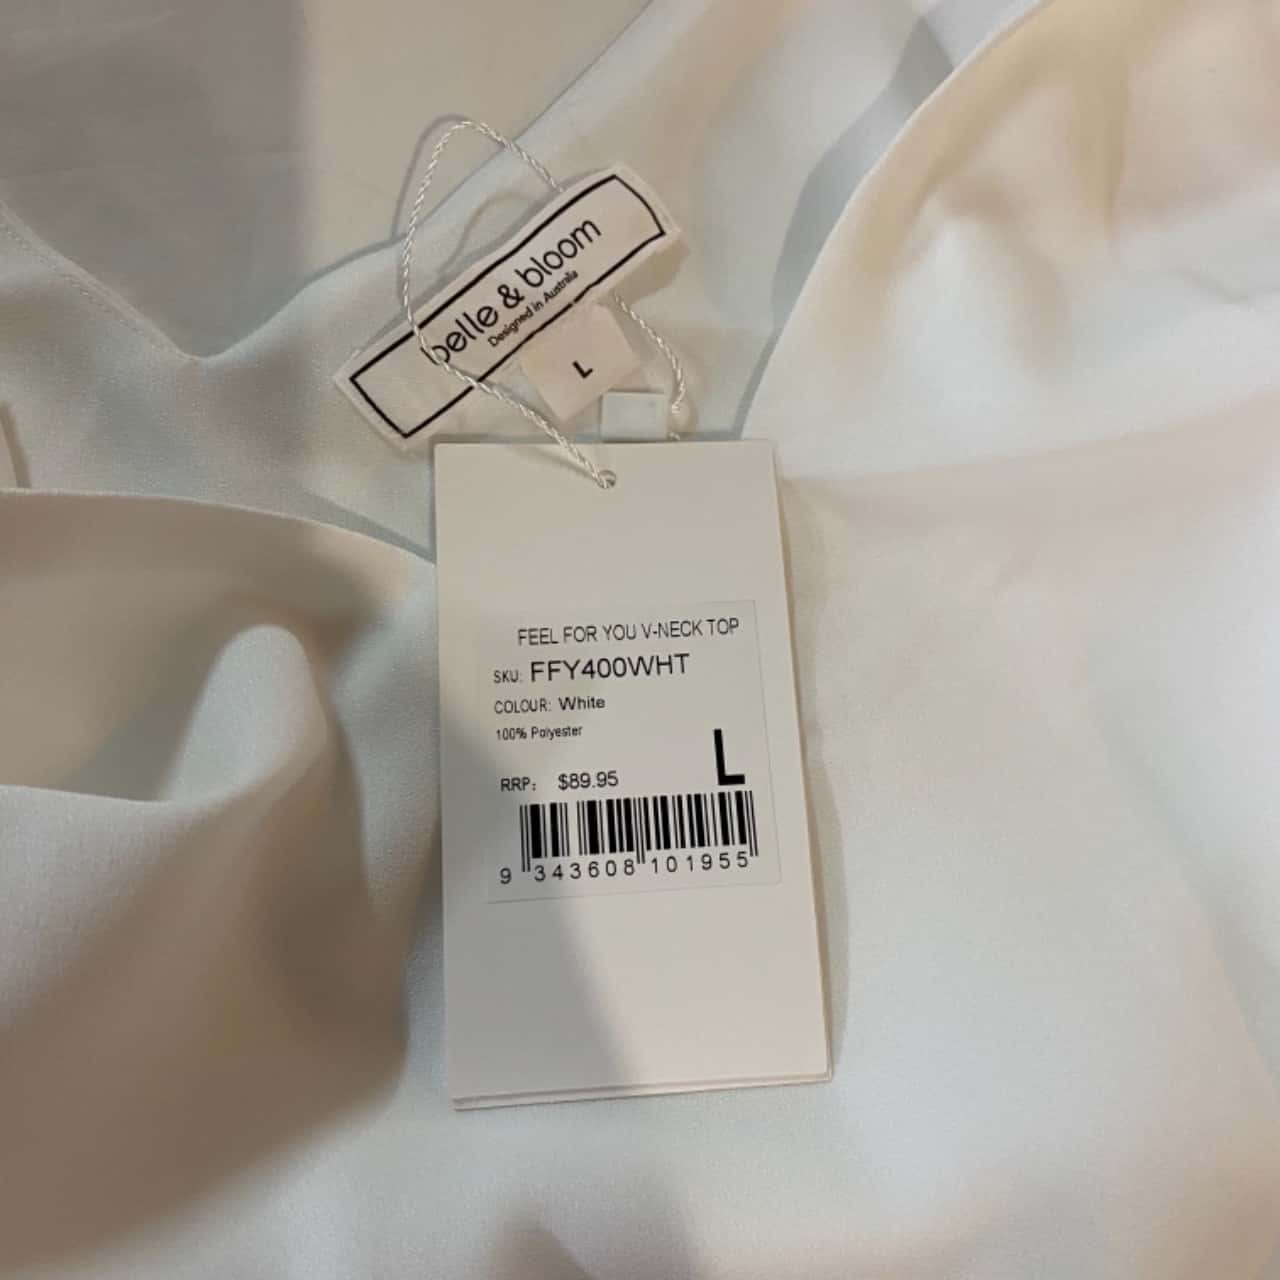 belle & bloom
Designed in Australia
L
FEEL FOR YOU V-NECK TOP
SKU: FFY400WHT
COLOUR: White
100% Polyester
RRP: $89.95
L
9 343608 101955